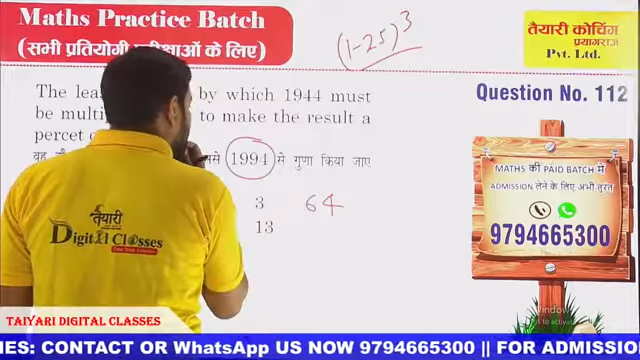 Maths Practice Batch
(सभी प्रतियोगी परीक्षाओं के लिए)
(1-25)³
तैयारी कोचिंग
प्रयागराज
Pvt. Ltd.
Question No. 112
The lea by which 1944 must
be multi to make the result a
percet c
वह 1994 से गुणा किया जाए
3 64
13
MATHS की PAID BATCH में
ADMISSION लेने के लिए अभी तुरत
9794665300
तैयारी
Digital Classes
TAIYARI DIGITAL CLASSES
IES: CONTACT OR WhatsApp US NOW 9794665300 || FOR ADMISSIO